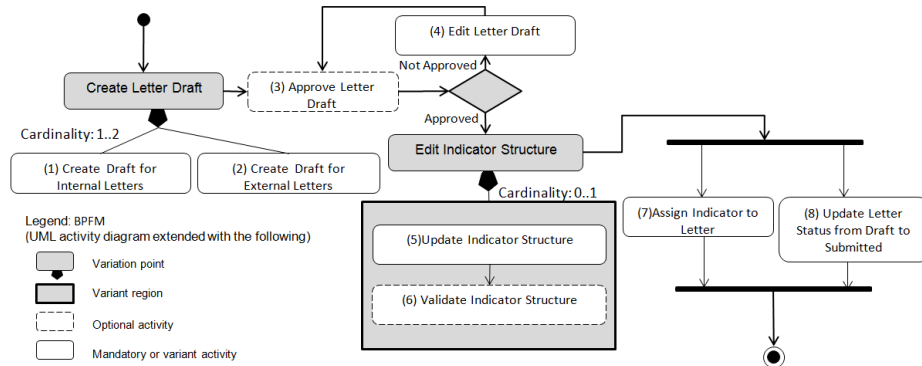 (4) Edit Letter Draft
Not Approved
Create Letter Draft
(3) Approve Letter
Draft
Approved
Cardinality: 1..2
Edit Indicator Structure
(1) Create Draft for
Internal Letters
(2) Create Draft for
External Letters
Cardinality: 0..1
(7)Assign Indicator to
Letter
(8) Update Letter
Status from Draft to
Submitted
Legend: BPFM
(UML activity diagram extended with the following)
(5)Update Indicator Structure
Variation point
Variant region
(6) Validate Indicator Structure
Optional activity
Mandatory or variant activity